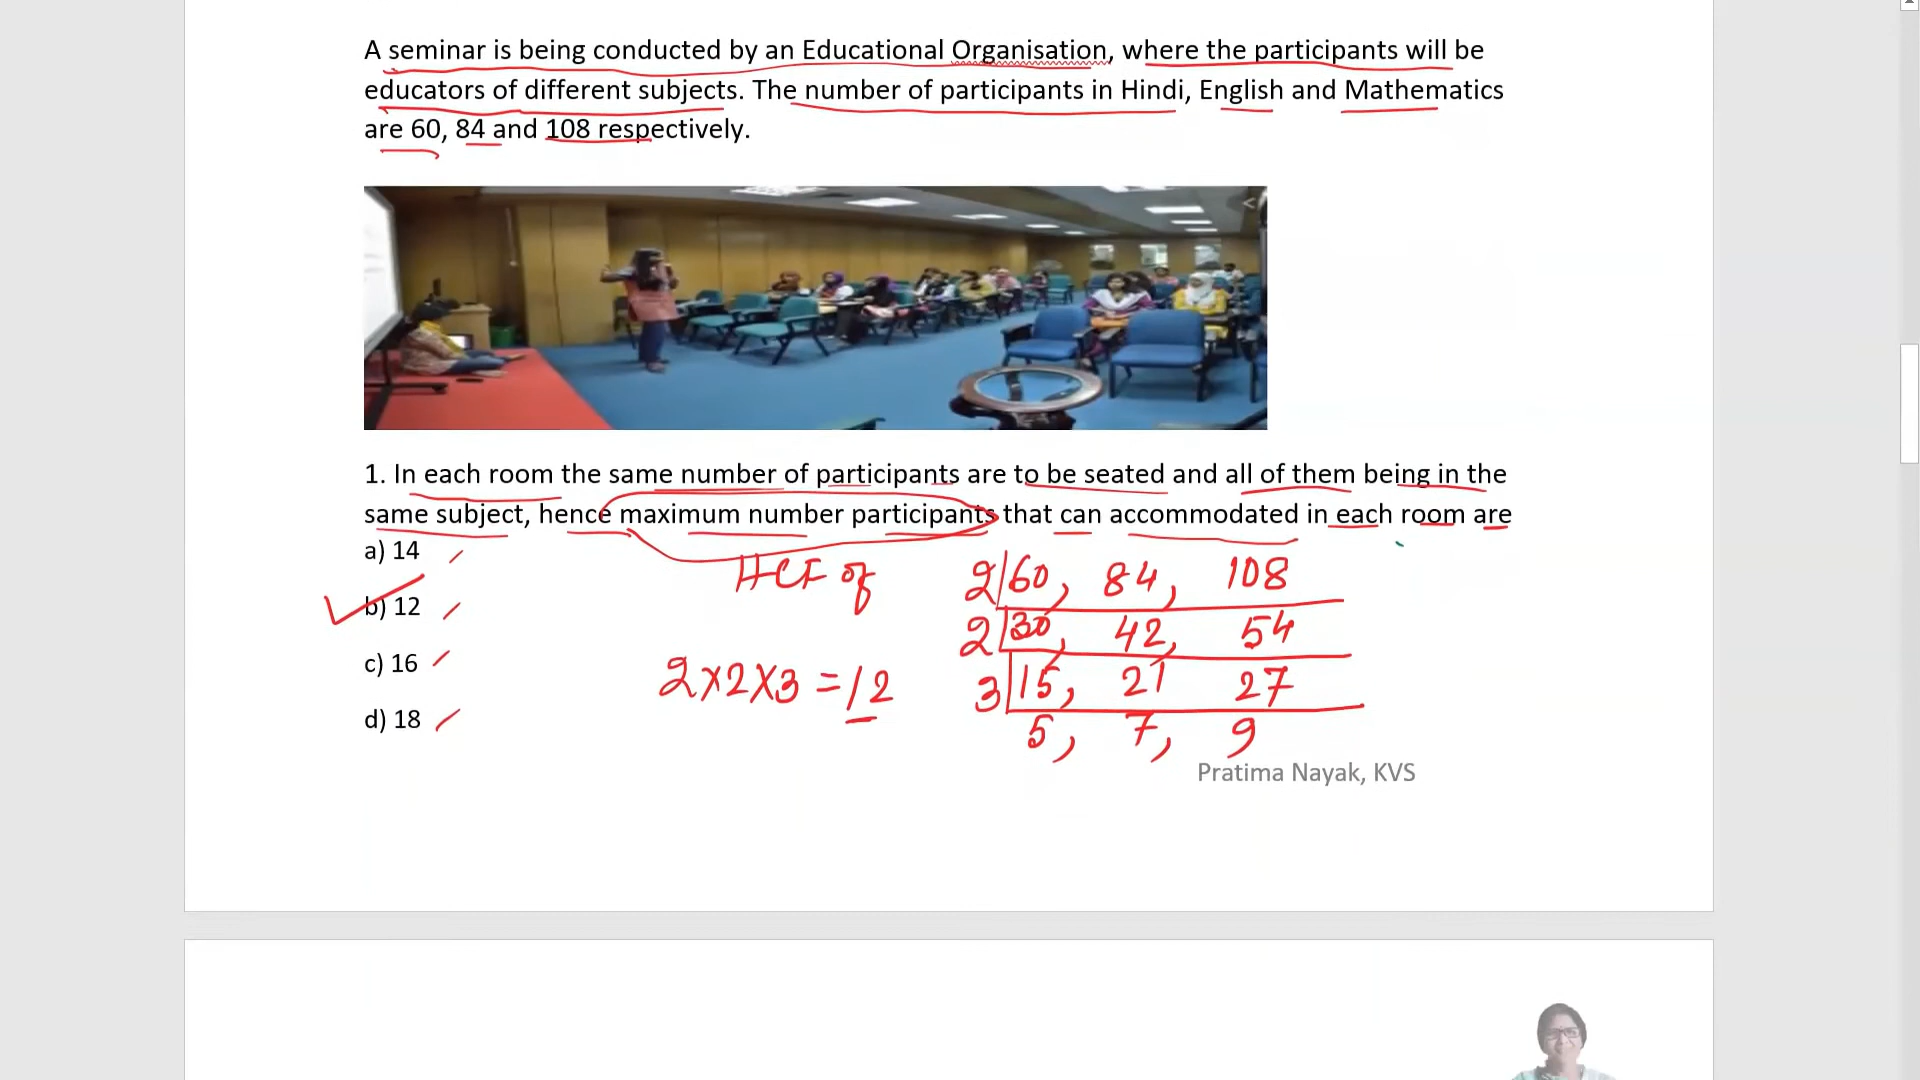 A seminar is being conducted by an Educational Organisation, where the participants will be
educators of different subjects. The number of participants in Hindi, English and Mathematics
are 60, 84 and 108 respectively.
1. In each room the same number of participants are to be seated and all of them being in the
same subject, hence maximum number participants that can accommodated in each room are
a) 14
b) 12
c) 16
d) 18
HCF of
2 60, 84, 108
2 30, 42, 54
3 15, 21 27
5, 7, 9
2×2×3 = 12
Pratima Nayak, KVS